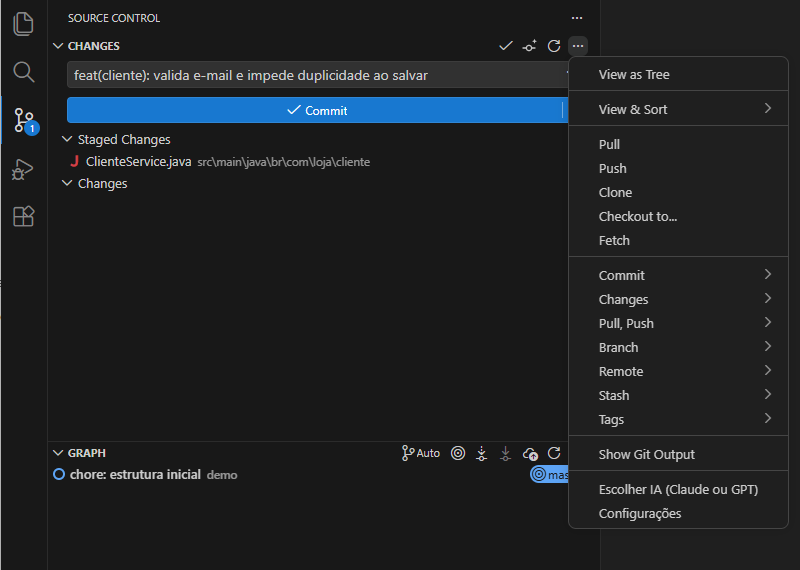 SOURCE CONTROL
CHANGES
feat(cliente): valida e-mail e impede duplicidade ao salvar
Commit
1
Staged Changes
J ClienteService.java src\main\java\br\com\loja\cliente
Changes
View as Tree
View & Sort
Pull
Push
Clone
Checkout to...
Fetch
Commit
Changes
Pull, Push
Branch
Remote
Stash
Tags
Show Git Output
Escolher IA (Claude ou GPT)
Configurações
GRAPH
Auto
chore: estrutura inicial demo
mas